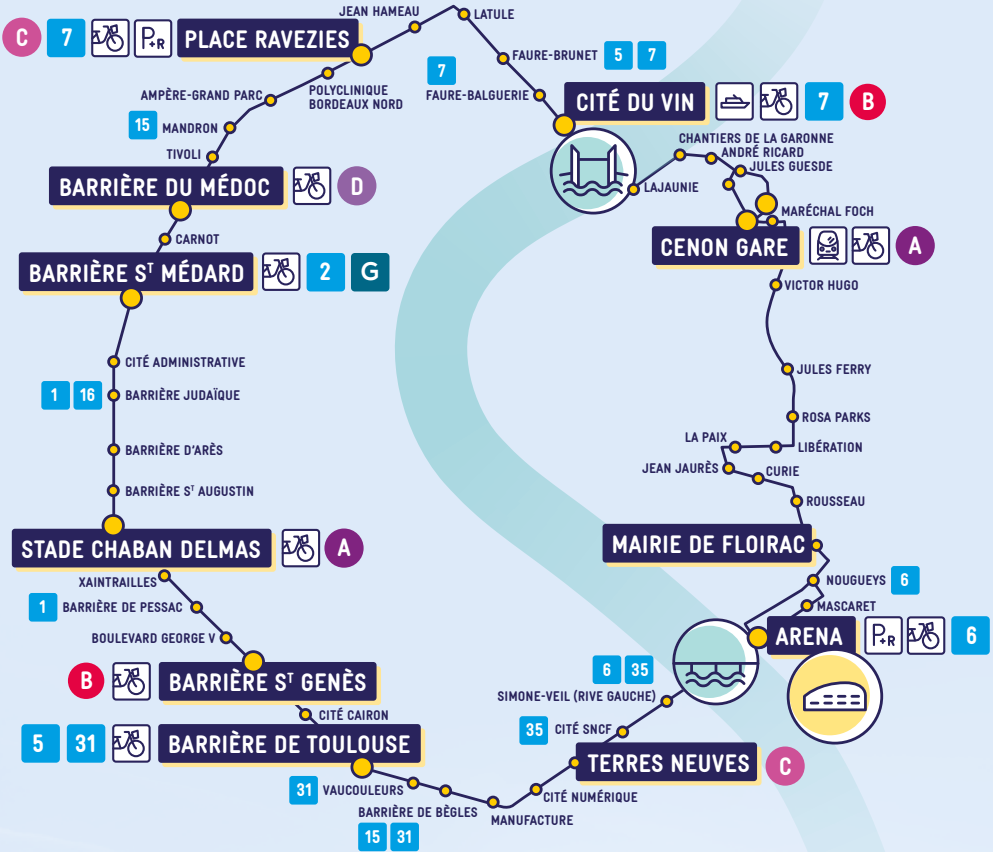 JEAN HAMEAU
LATULE
C 7 P+R PLACE RAVEZIES
FAURE-BRUNET 5 7
7
FAURE-BALGUERIE
POLYCLINIQUE
BORDEAUX NORD
AMPÈRE-GRAND PARC
CITÉ DU VIN 7 B
15 MANDRON
TIVOLI
CHANTIERS DE LA GARONNE
ANDRÉ RICARD
JULES GUESDE
LAJAUNIE
BARRIÈRE DU MÉDOC D
MARÉCHAL FOCH
CARNOT
CENON GARE A
BARRIÈRE ST MÉDARD 2 G
VICTOR HUGO
CITÉ ADMINISTRATIVE
JULES FERRY
1 16 BARRIÈRE JUDAÏQUE
ROSA PARKS
LA PAIX
LIBÉRATION
BARRIÈRE D'ARÈS
JEAN JAURÈS
CURIE
BARRIÈRE ST AUGUSTIN
ROUSSEAU
STADE CHABAN DELMAS A
MAIRIE DE FLOIRAC
XAINTRAILLES
NOUGUEYS 6
1 BARRIÈRE DE PESSAC
MASCARET
BOULEVARD GEORGE V
ARENA P+R 6
B BARRIÈRE ST GENÈS
6 35
SIMONE-VEIL (RIVE GAUCHE)
CITÉ CAIRON
35 CITÉ SNCF
5 31 BARRIÈRE DE TOULOUSE
TERRES NEUVES C
31 VAUCOULEURS
CITÉ NUMÉRIQUE
BARRIÈRE DE BÈGLES
15 31
MANUFACTURE